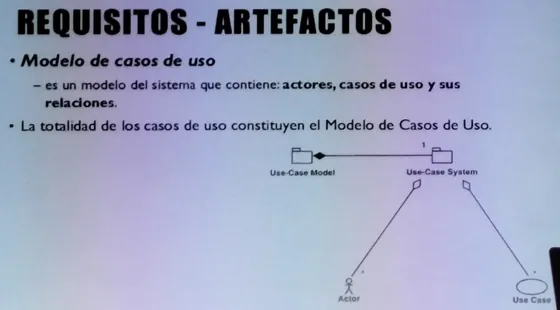 REQUISITOS - ARTEFACTOS
• Modelo de casos de uso
– es un modelo del sistema que contiene: actores, casos de uso y sus
relaciones.
• La totalidad de los casos de uso constituyen el Modelo de Casos de Uso.
1
Use-Case Model
Use-Case System
*
*
Actor
Use Case